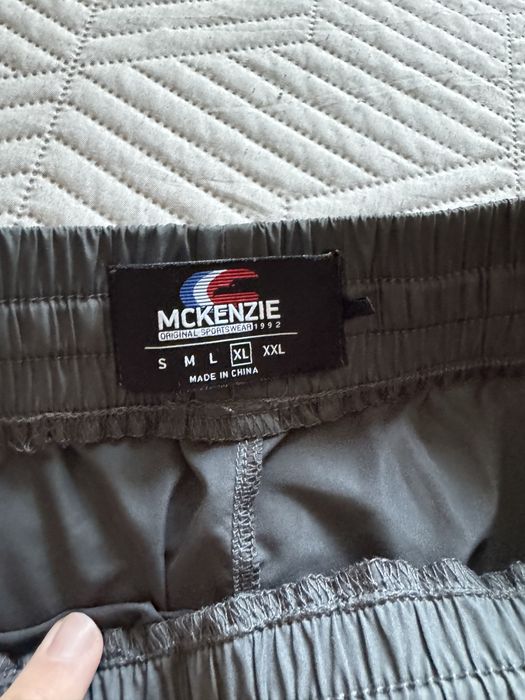 MCKENZIE
ORIGINAL SPORTSWEAR 1992
S M L XL XXL
MADE IN CHINA